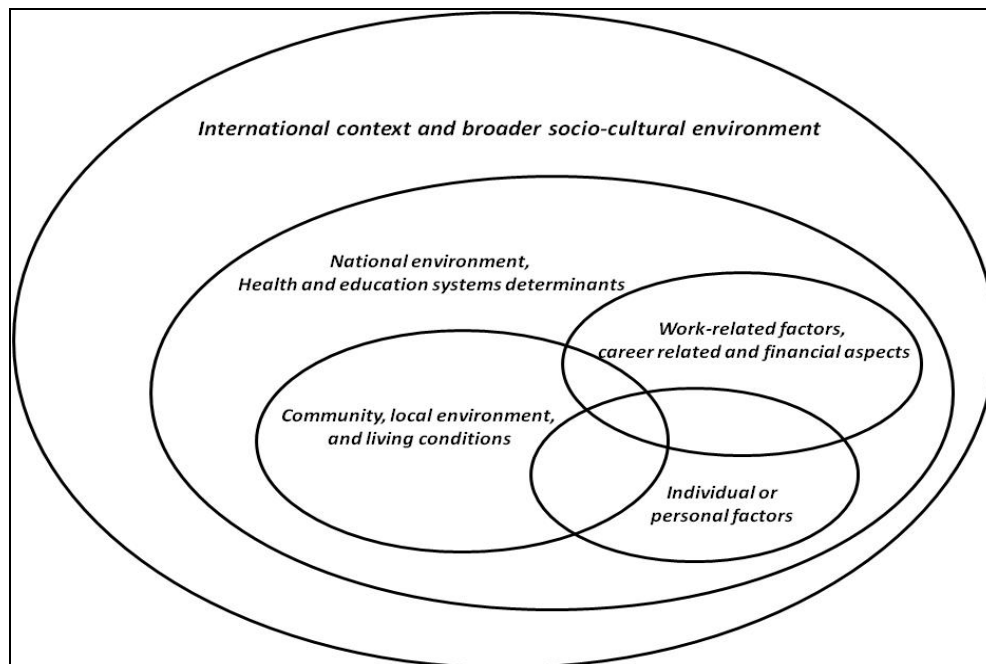 International context and broader socio-cultural environment
National environment,
Health and education systems determinants
Work-related factors,
career related and financial aspects
Community, local environment,
and living conditions
Individual or
personal factors